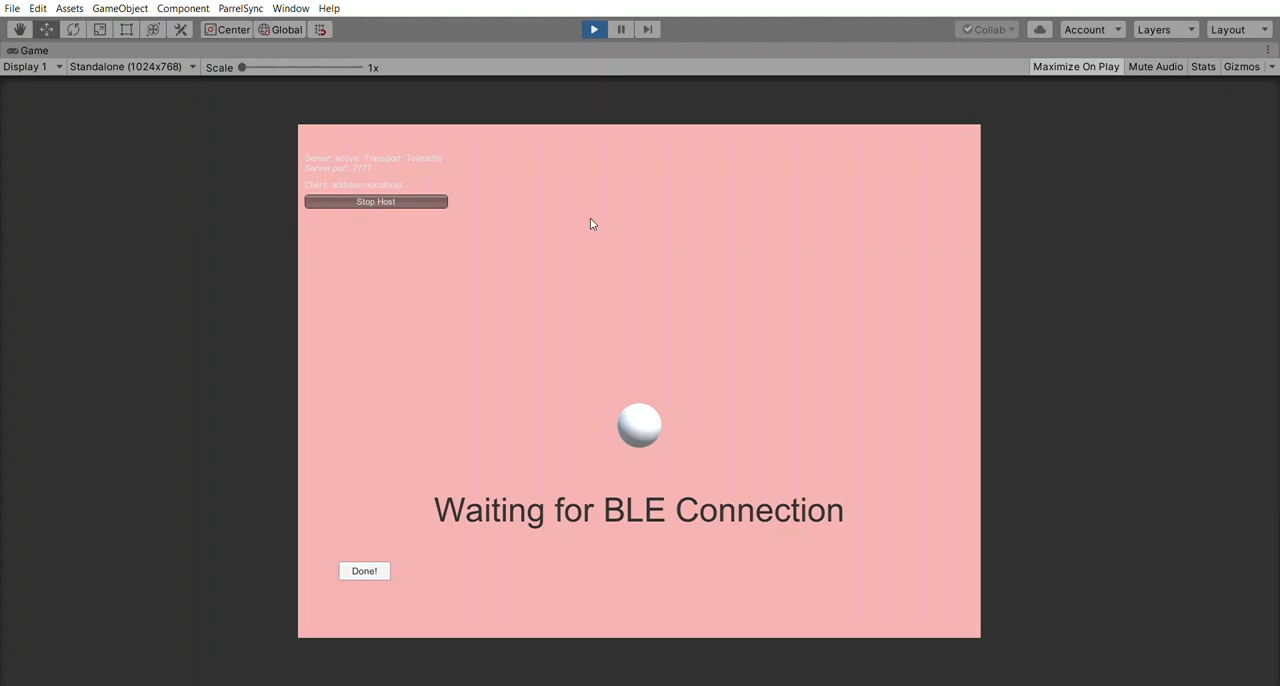 File Edit Assets GameObject Component ParrelSync Window Help
Center Global Collab Account Layers Layout
Game
Display 1 Standalone (1024x768) Scale 1x Maximize On Play Mute Audio Stats Gizmos
Server: active. Transport: Telepathy
Server port: 7777
Client: address=localhost
Stop Host
Waiting for BLE Connection
Done!